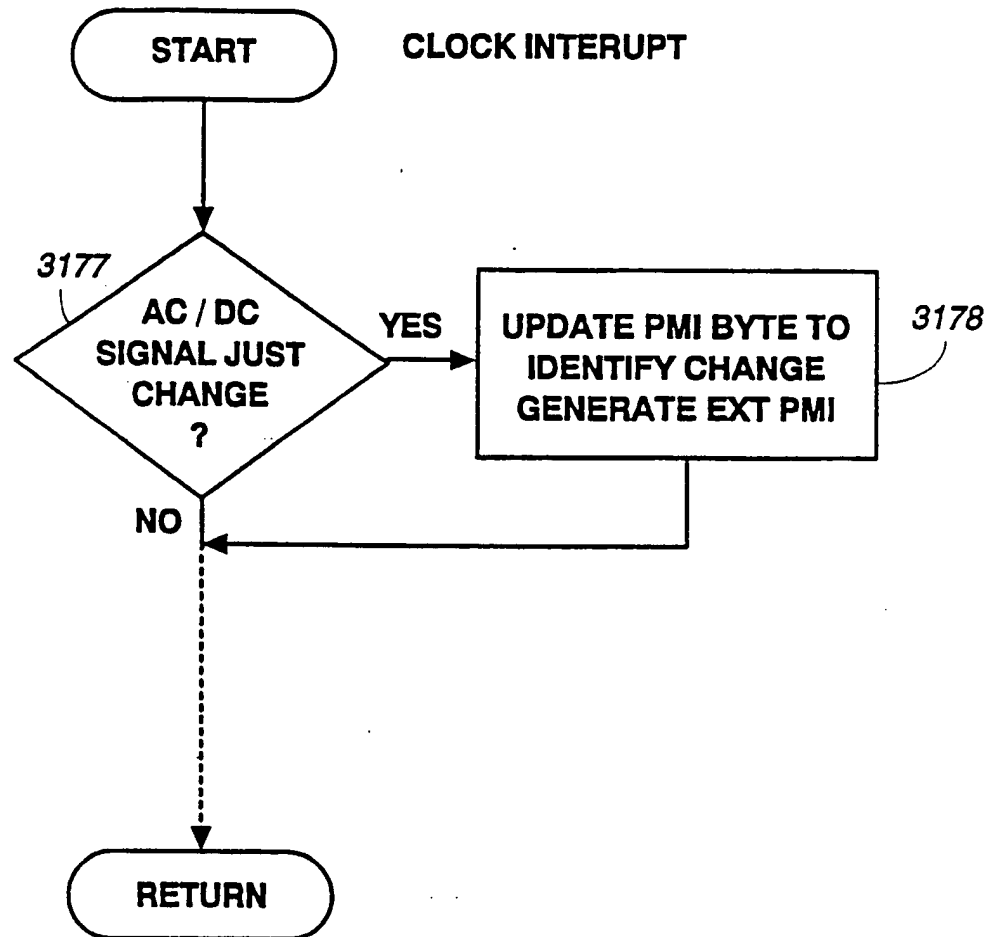 START
CLOCK INTERUPT
3177
AC / DC
SIGNAL JUST
CHANGE
?
YES
UPDATE PMI BYTE TO
IDENTIFY CHANGE
GENERATE EXT PMI
3178
NO
RETURN